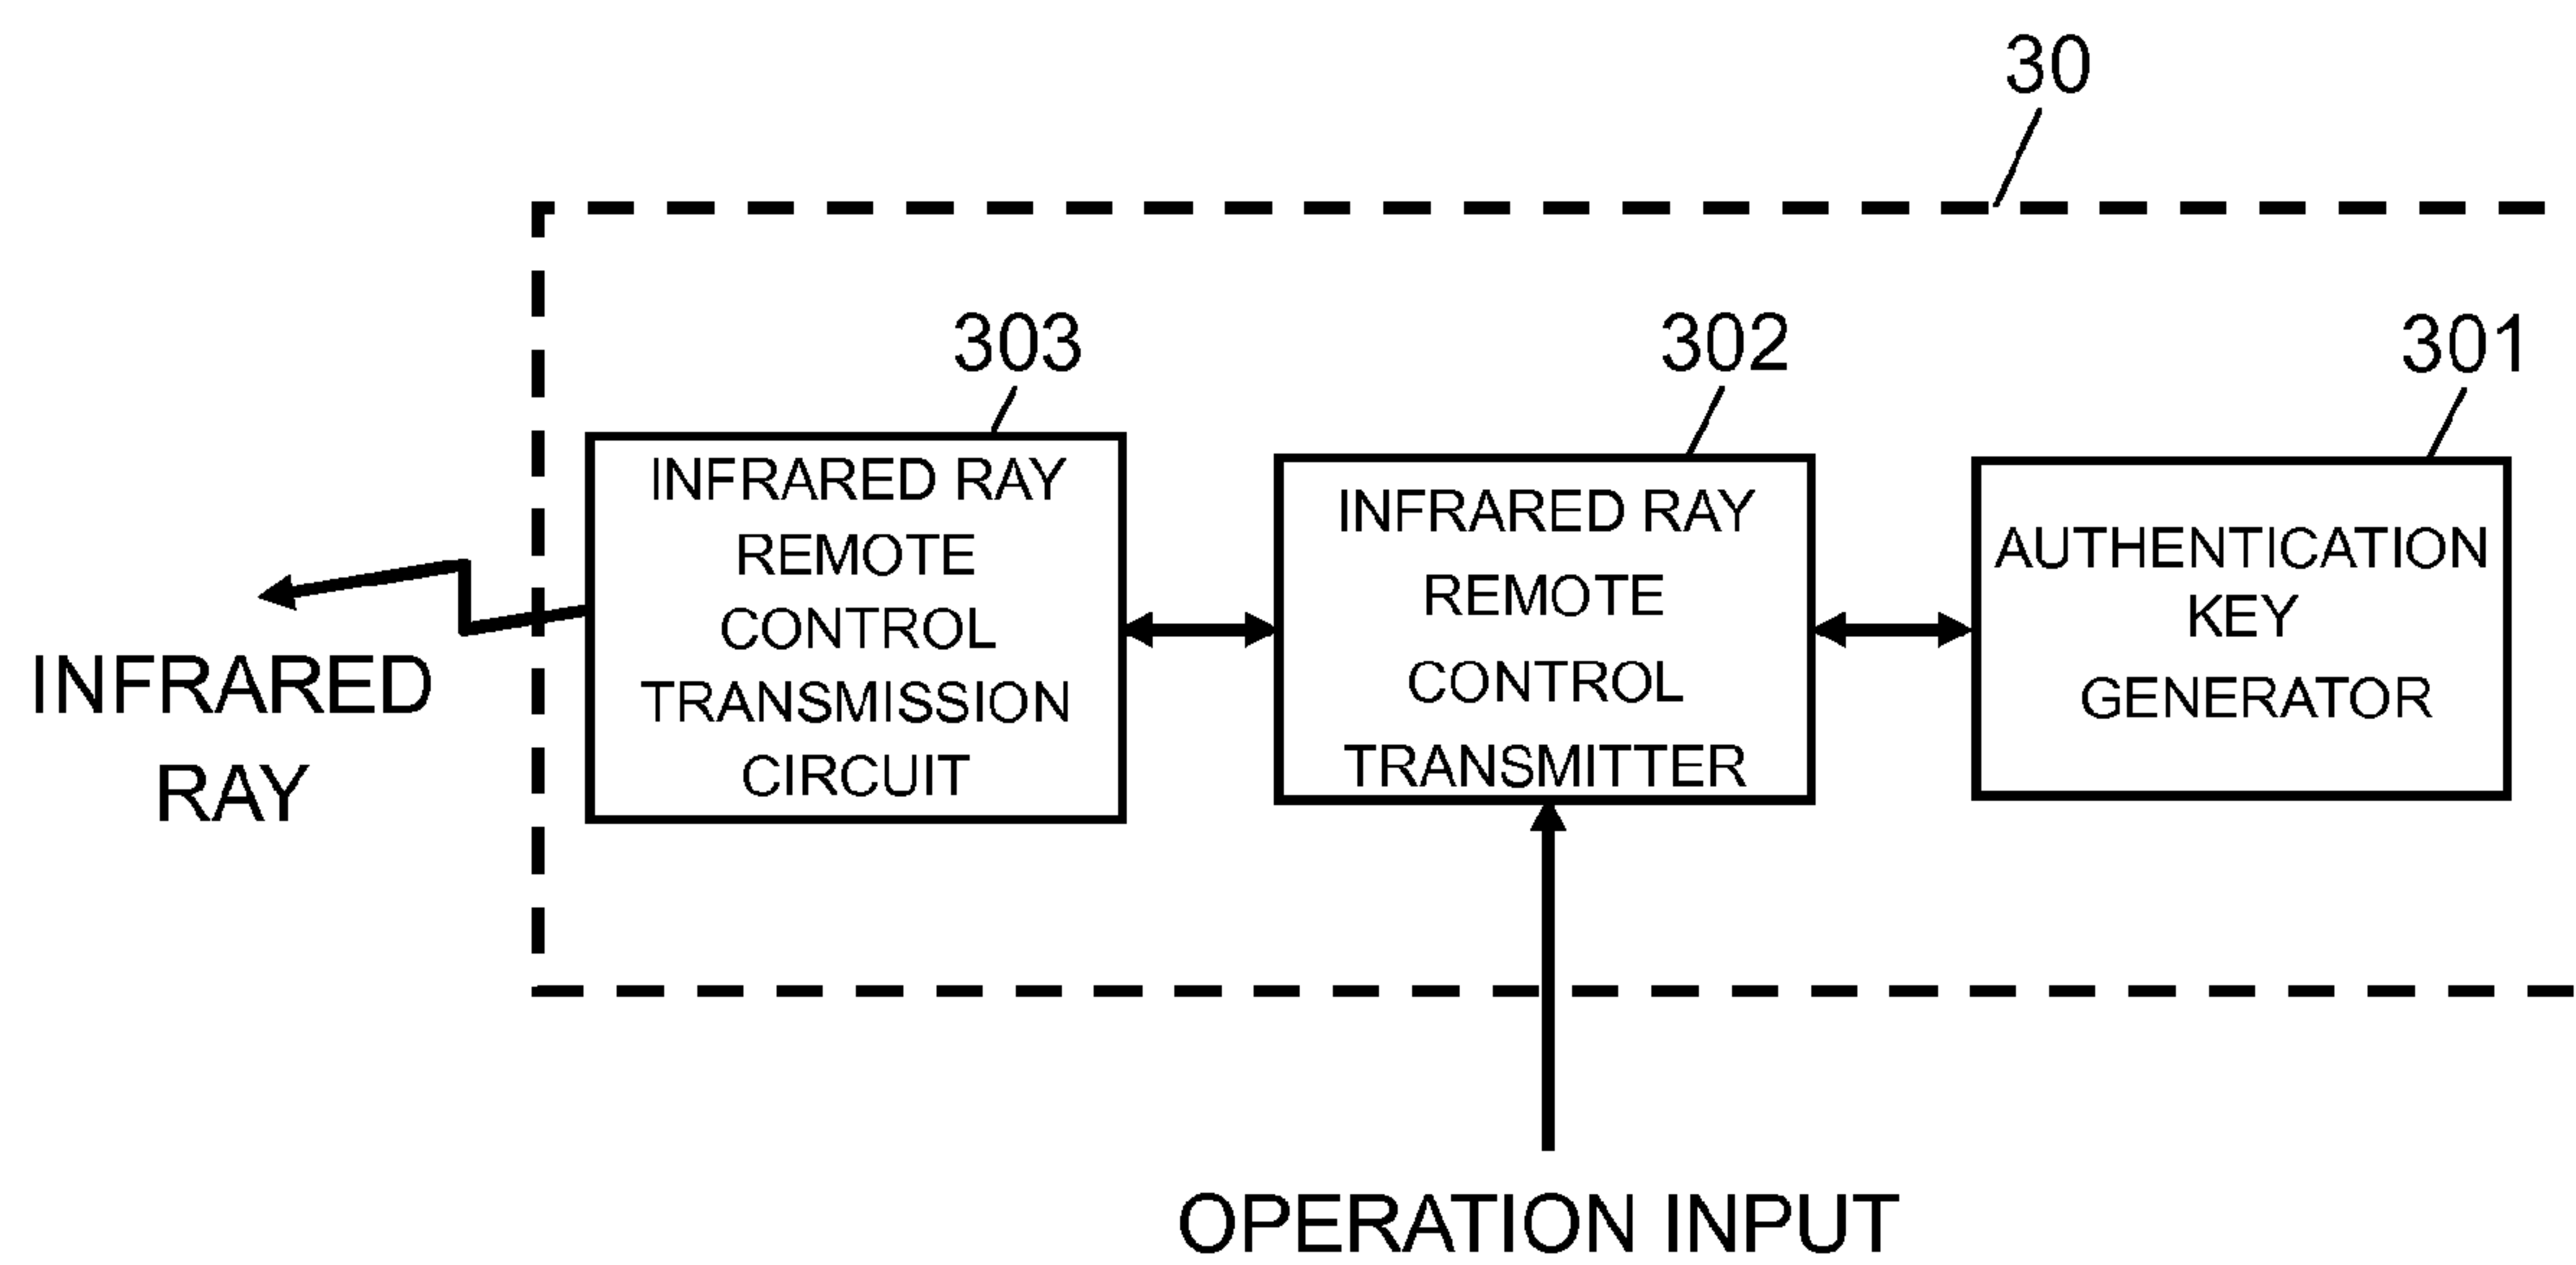 30
303
INFRARED RAY
REMOTE
CONTROL
TRANSMISSION
CIRCUIT
302
INFRARED RAY
REMOTE
CONTROL
TRANSMITTER
301
AUTHENTICATION
KEY
GENERATOR
INFRARED
RAY
OPERATION INPUT